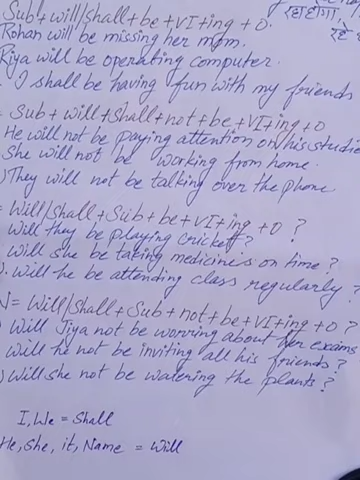 रहा होगा,
Sub + will/shall + be + VI + ing + O.
रहे
Rohan will be missing her mom.
Riya will be operating computer.
I shall be having fun with my friends
= Sub + will + shall + not + be + VI + ing + O
He will not be paying attention on his studie
She will not be working from home.
) They will not be talking over the phone
= Will/Shall + Sub + be + VI + ing + O ?
Will they be playing cricket?
Will she be taking medicines on time?
). Will he be attending class regularly?
= Will/Shall + Sub + not + be + VI + ing + O ?
) Will Jiya not be worring about her exams
Will he not be inviting all his friends?
) Will she not be watering the plants?
I, We = Shall
He, She, it, Name = Will